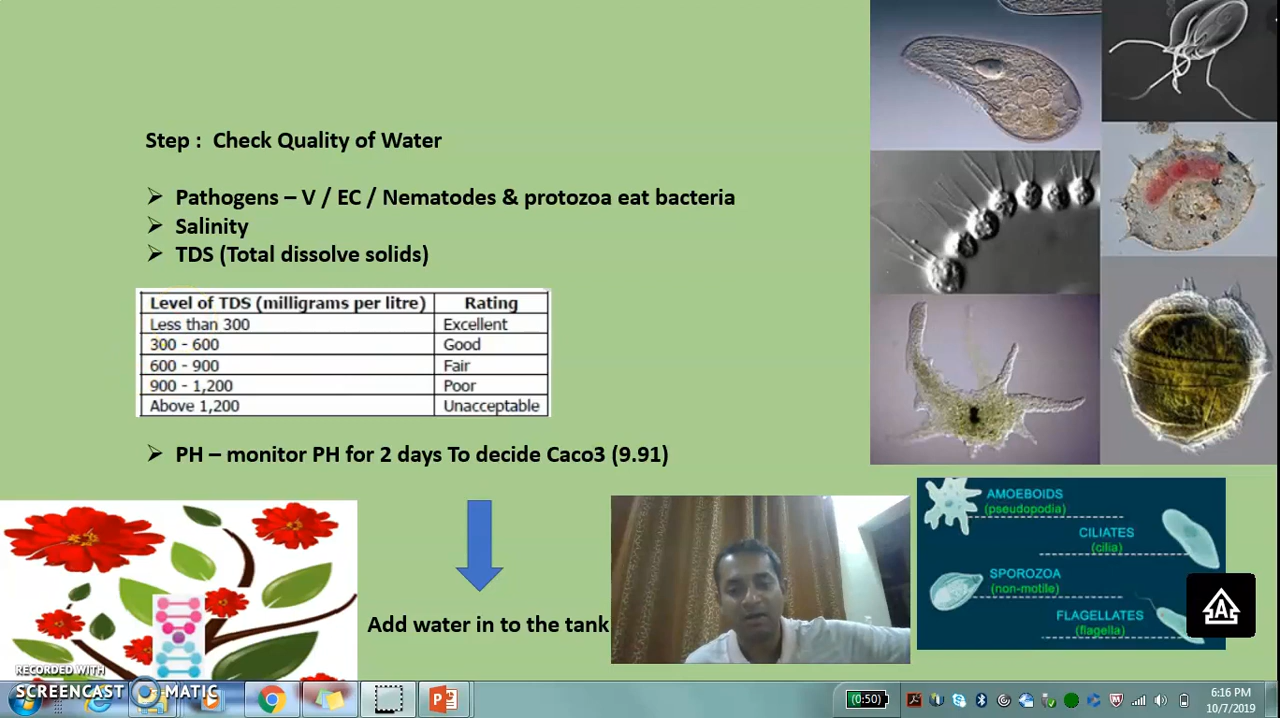 Step :  Check Quality of Water
Pathogens – V / EC / Nematodes & protozoa eat bacteria
Salinity
TDS (Total dissolve solids)
Level of TDS (milligrams per litre) Rating
Less than 300 Excellent
300 - 600 Good
600 - 900 Fair
900 - 1,200 Poor
Above 1,200 Unacceptable
PH – monitor PH for 2 days To decide Caco3 (9.91)
Add water in to the tank
AMOEBOIDS
(pseudopodia)
CILIATES
(cilia)
SPOROZOA
(non-motile)
FLAGELLATES
(flagella)
RECORDED WITH
SCREENCAST MATIC
(0:50)
6:16 PM
10/7/2019